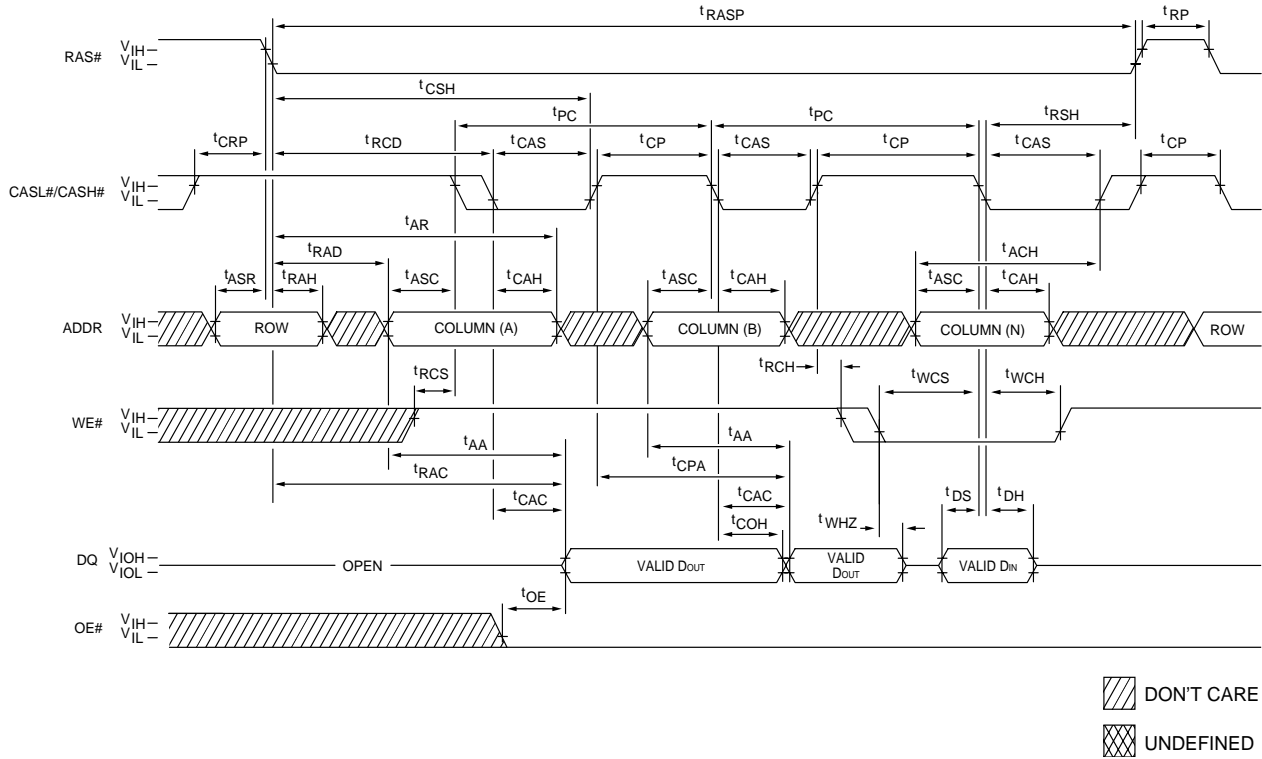 tRASP tRP
RAS# VIH VIL
tCSH
tPC tPC tRSH
tCRP tRCD tCAS tCP tCAS tCP tCAS tCP
CASL#/CASH# VIH VIL
tAR
tRAD tACH
tASR tRAH tASC tCAH tASC tCAH tASC tCAH
ADDR VIH VIL ROW COLUMN (A) COLUMN (B) COLUMN (N) ROW
tRCS tRCH tWCS tWCH
WE# VIH VIL
tAA tAA
tRAC tCPA
tCAC tCAC tDS tDH
tCOH tWHZ
DQ VIOH VIOL OPEN VALID DOUT VALID DOUT VALID DIN
tOE
OE# VIH VIL
DON'T CARE
UNDEFINED